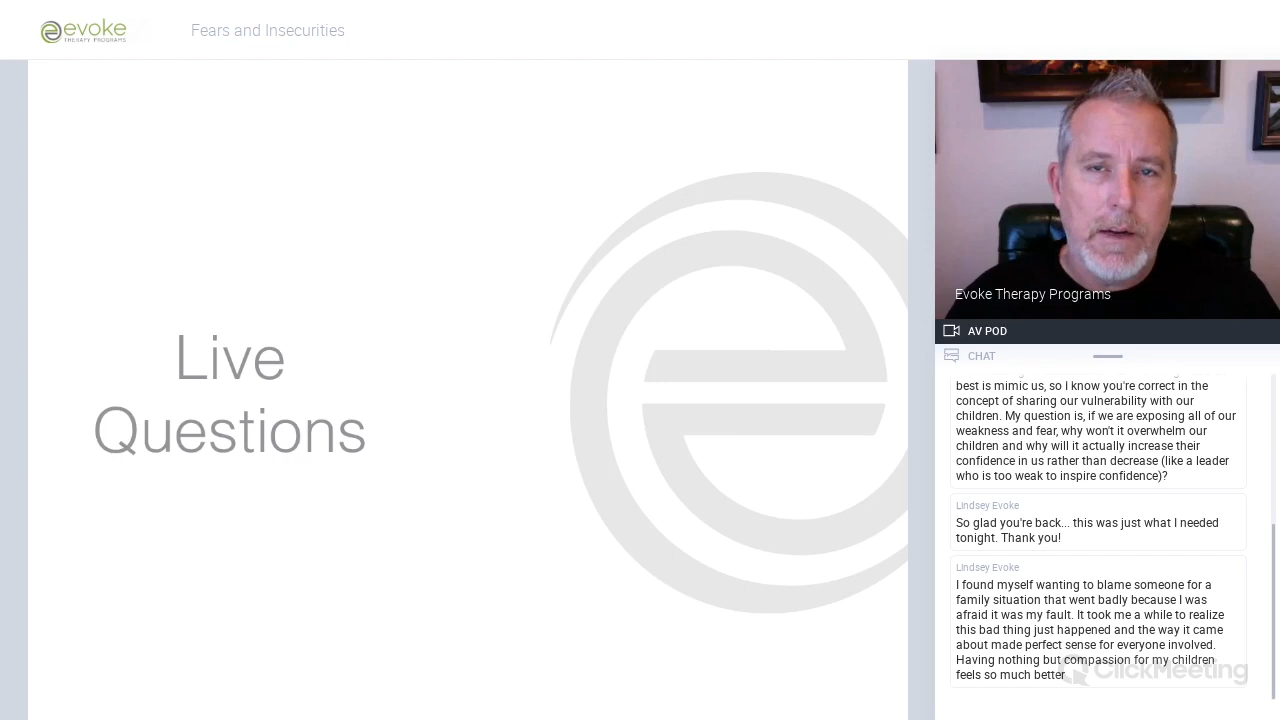 evoke
THERAPY PROGRAMS
Fears and Insecurities
Live
Questions
Evoke Therapy Programs
AV POD
CHAT
best is mimic us, so I know you're correct in the
concept of sharing our vulnerability with our
children. My question is, if we are exposing all of our
weakness and fear, why won't it overwhelm our
children and why will it actually increase their
confidence in us rather than decrease (like a leader
who is too weak to inspire confidence)?
Lindsey Evoke
So glad you're back... this was just what I needed
tonight. Thank you!
Lindsey Evoke
I found myself wanting to blame someone for a
family situation that went badly because I was
afraid it was my fault. It took me a while to realize
this bad thing just happened and the way it came
about made perfect sense for everyone involved.
Having nothing but compassion for my children
feels so much better
ClickMeeting